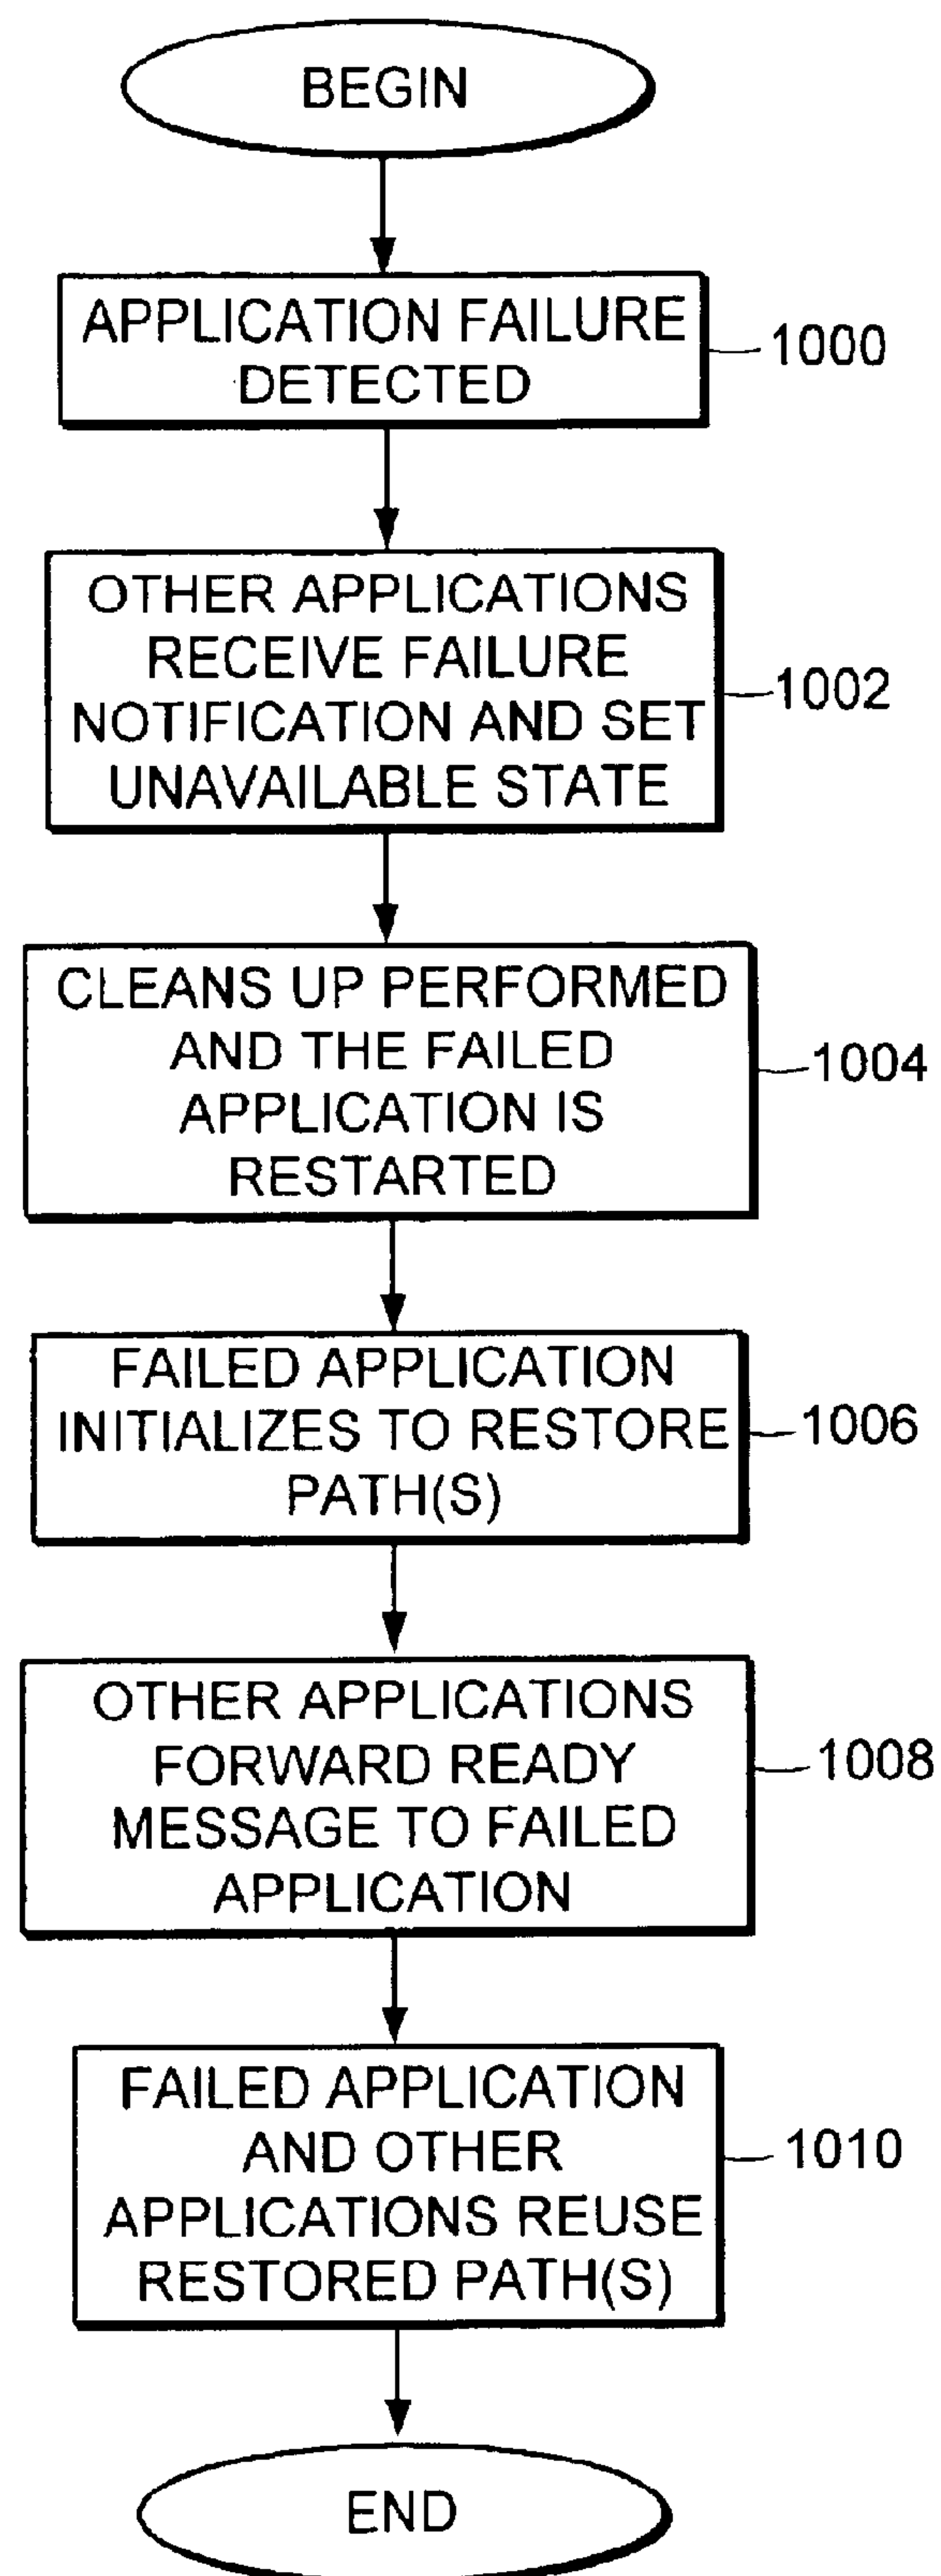 BEGIN
APPLICATION FAILURE
DETECTED
1000
OTHER APPLICATIONS
RECEIVE FAILURE
NOTIFICATION AND SET
UNAVAILABLE STATE
1002
CLEANS UP PERFORMED
AND THE FAILED
APPLICATION IS
RESTARTED
1004
FAILED APPLICATION
INITIALIZES TO RESTORE
PATH(S)
1006
OTHER APPLICATIONS
FORWARD READY
MESSAGE TO FAILED
APPLICATION
1008
FAILED APPLICATION
AND OTHER
APPLICATIONS REUSE
RESTORED PATH(S)
1010
END